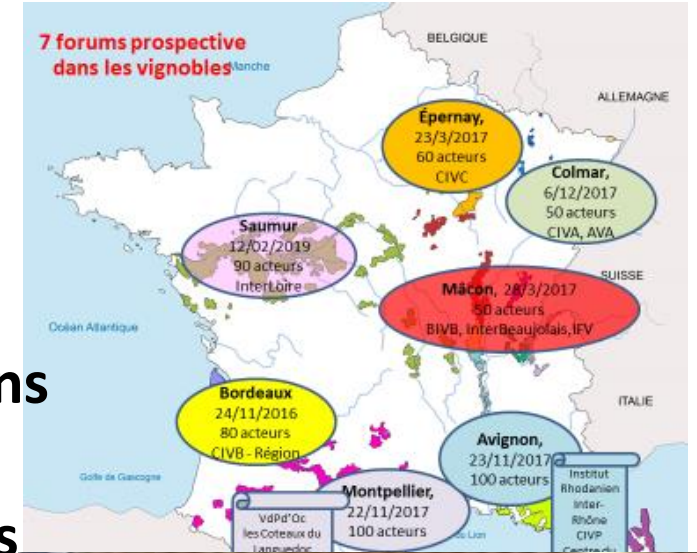 7 forums prospective
dans les vignobles
Manche
BELGIQUE
ALLEMAGNE
Épernay,
23/3/2017
60 acteurs
CIVC
Colmar,
6/12/2017
50 acteurs
CIVA, AVA
Saumur
12/02/2019
90 acteurs
InterLoire
SUISSE
Mâcon, 28/3/2017
50 acteurs
BIVB, InterBeaujolais,IFV
Océan Atlantique
ns
ITALIE
Bordeaux
24/11/2016
80 acteurs
CIVB - Région
Avignon,
23/11/2017
100 acteurs
Institut
Rhodanien
Inter-
Rhône
CIVP
Centre du
Golfe de Gascogne
Montpellier,
22/11/2017
100 acteurs
du Lion
VdPd'Oc
les Coteaux du
Languedoc
s